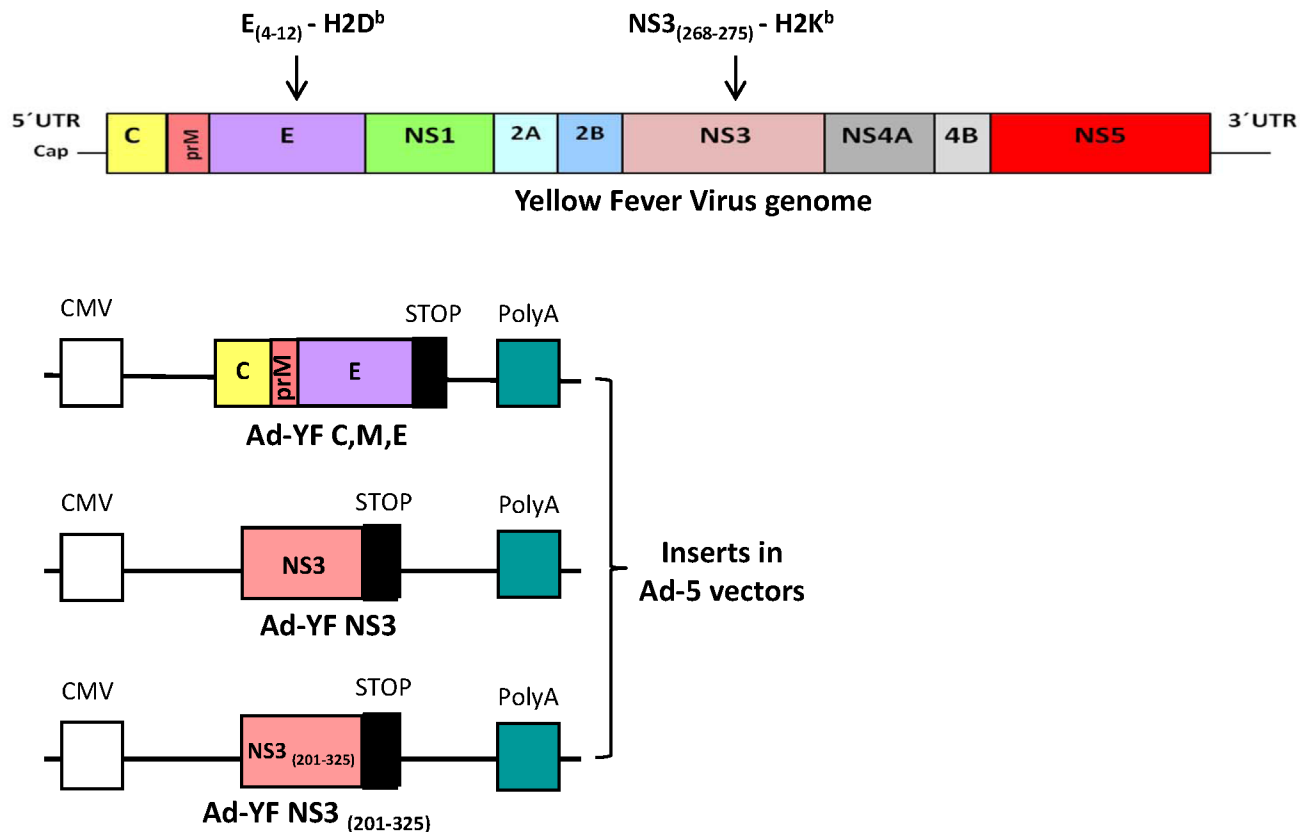 E(4-12) - H2Dᵇ NS3(268-275) - H2Kᵇ
5´UTR C prM E NS1 2A 2B NS3 NS4A 4B NS5 3´UTR
Cap
Yellow Fever Virus genome
CMV STOP PolyA
C prM E
Ad-YF C,M,E
CMV STOP PolyA
NS3
Ad-YF NS3
Inserts in
Ad-5 vectors
CMV STOP PolyA
NS3 (201-325)
Ad-YF NS3 (201-325)